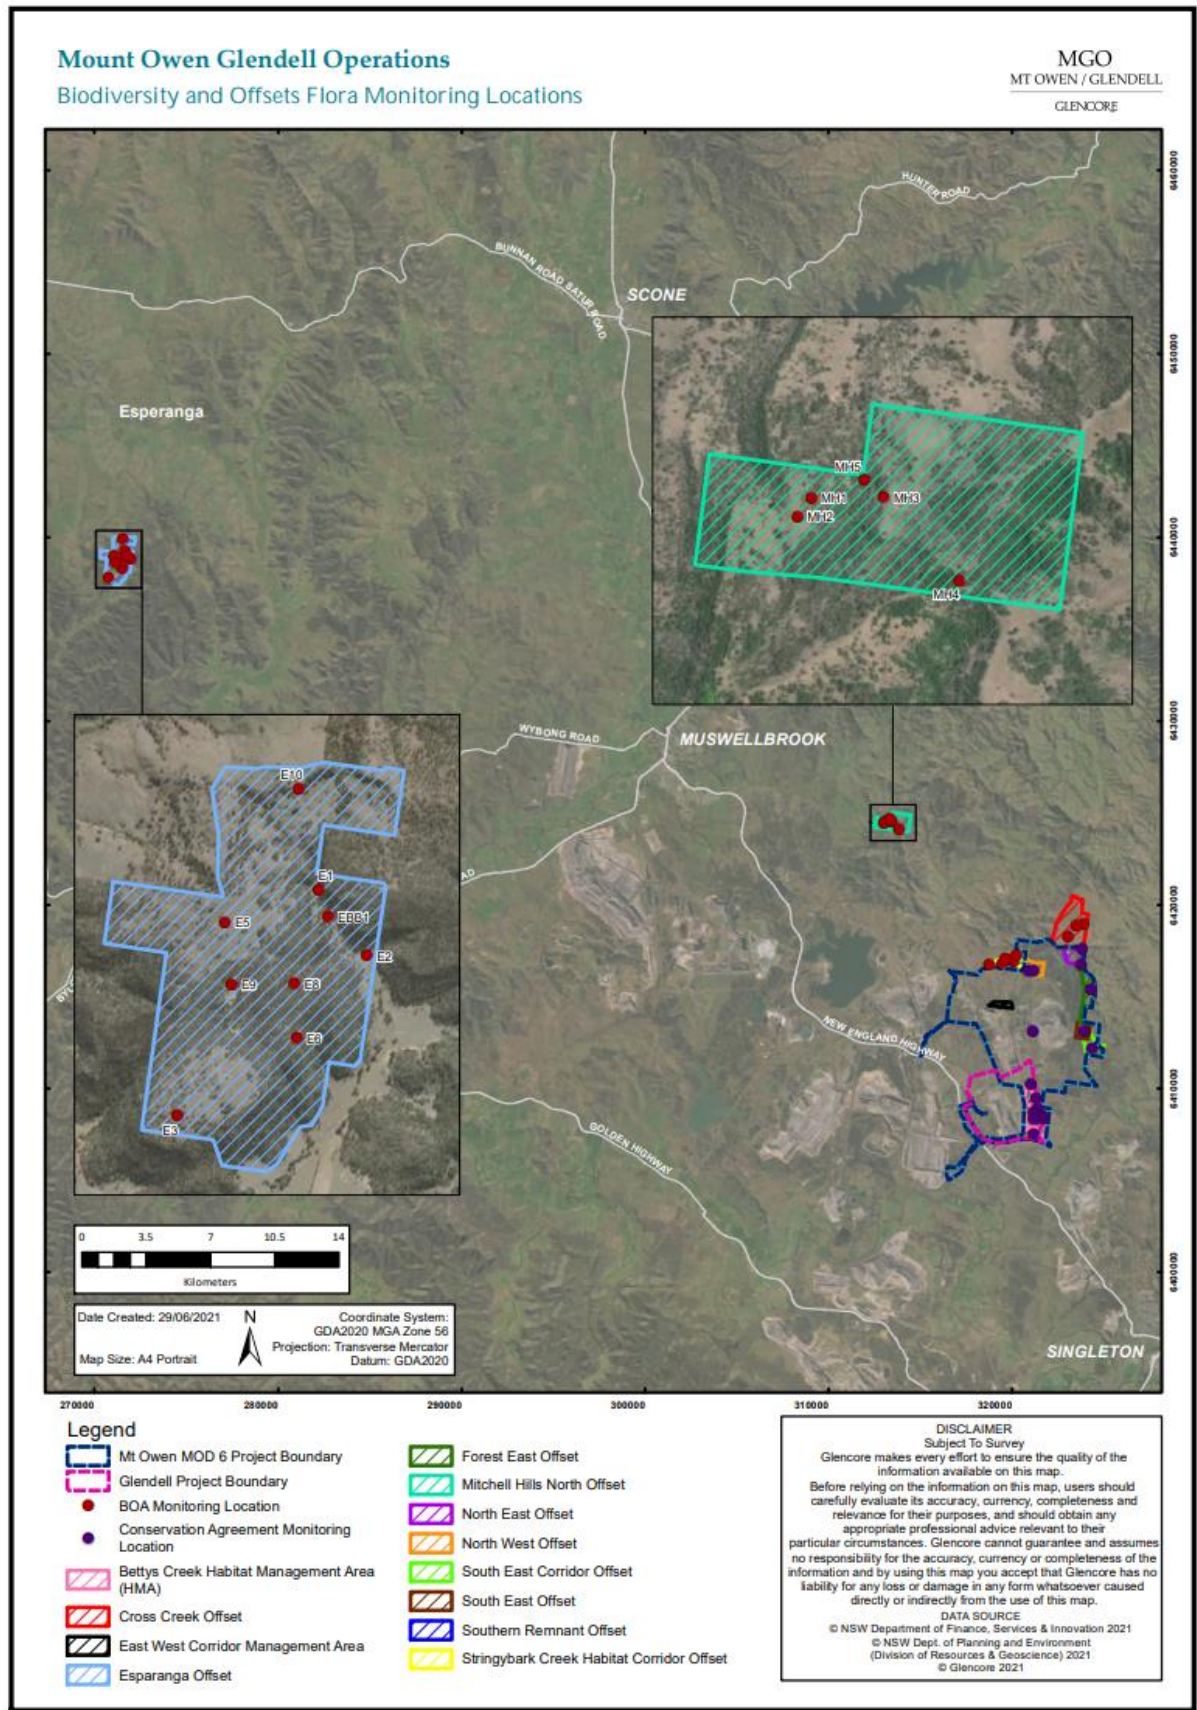 Mount Owen Glendell Operations
Biodiversity and Offsets Flora Monitoring Locations
MGO
MT OWEN / GLENDELL
GLENCORE
HUNTER ROAD
BUNNAN ROAD SATUR ROAD
SCONE
Esperanga
MH5
MH1
MH3
MH2
MH4
WYBONG ROAD
MUSWELLBROOK
E10
E1
E5
EBB1
E2
E9
E8
E6
E3
AD
NEW ENGLAND HIGHWAY
GOLDEN HIGHWAY
SINGLETON
6460000
6450000
6440000
6430000
6420000
6410000
6400000
0 3.5 7 10.5 14
Kilometers
Date Created: 29/06/2021
Map Size: A4 Portrait
N
Coordinate System:
GDA2020 MGA Zone 56
Projection: Transverse Mercator
Datum: GDA2020
270000 280000 290000 300000 310000 320000
Legend
Mt Owen MOD 6 Project Boundary
Glendell Project Boundary
BOA Monitoring Location
Conservation Agreement Monitoring
Location
Bettys Creek Habitat Management Area
(HMA)
Cross Creek Offset
East West Corridor Management Area
Esparanga Offset
Forest East Offset
Mitchell Hills North Offset
North East Offset
North West Offset
South East Corridor Offset
South East Offset
Southern Remnant Offset
Stringybark Creek Habitat Corridor Offset
DISCLAIMER
Subject To Survey
Glencore makes every effort to ensure the quality of the
information available on this map.
Before relying on the information on this map, users should
carefully evaluate its accuracy, currency, completeness and
relevance for their purposes, and should obtain any
appropriate professional advice relevant to their
particular circumstances. Glencore cannot guarantee and assumes
no responsibility for the accuracy, currency or completeness of the
information and by using this map you accept that Glencore has no
liability for any loss or damage in any form whatsoever caused
directly or indirectly from the use of this map.
DATA SOURCE
© NSW Department of Finance, Services & Innovation 2021
© NSW Dept. of Planning and Environment
(Division of Resources & Geoscience) 2021
© Glencore 2021